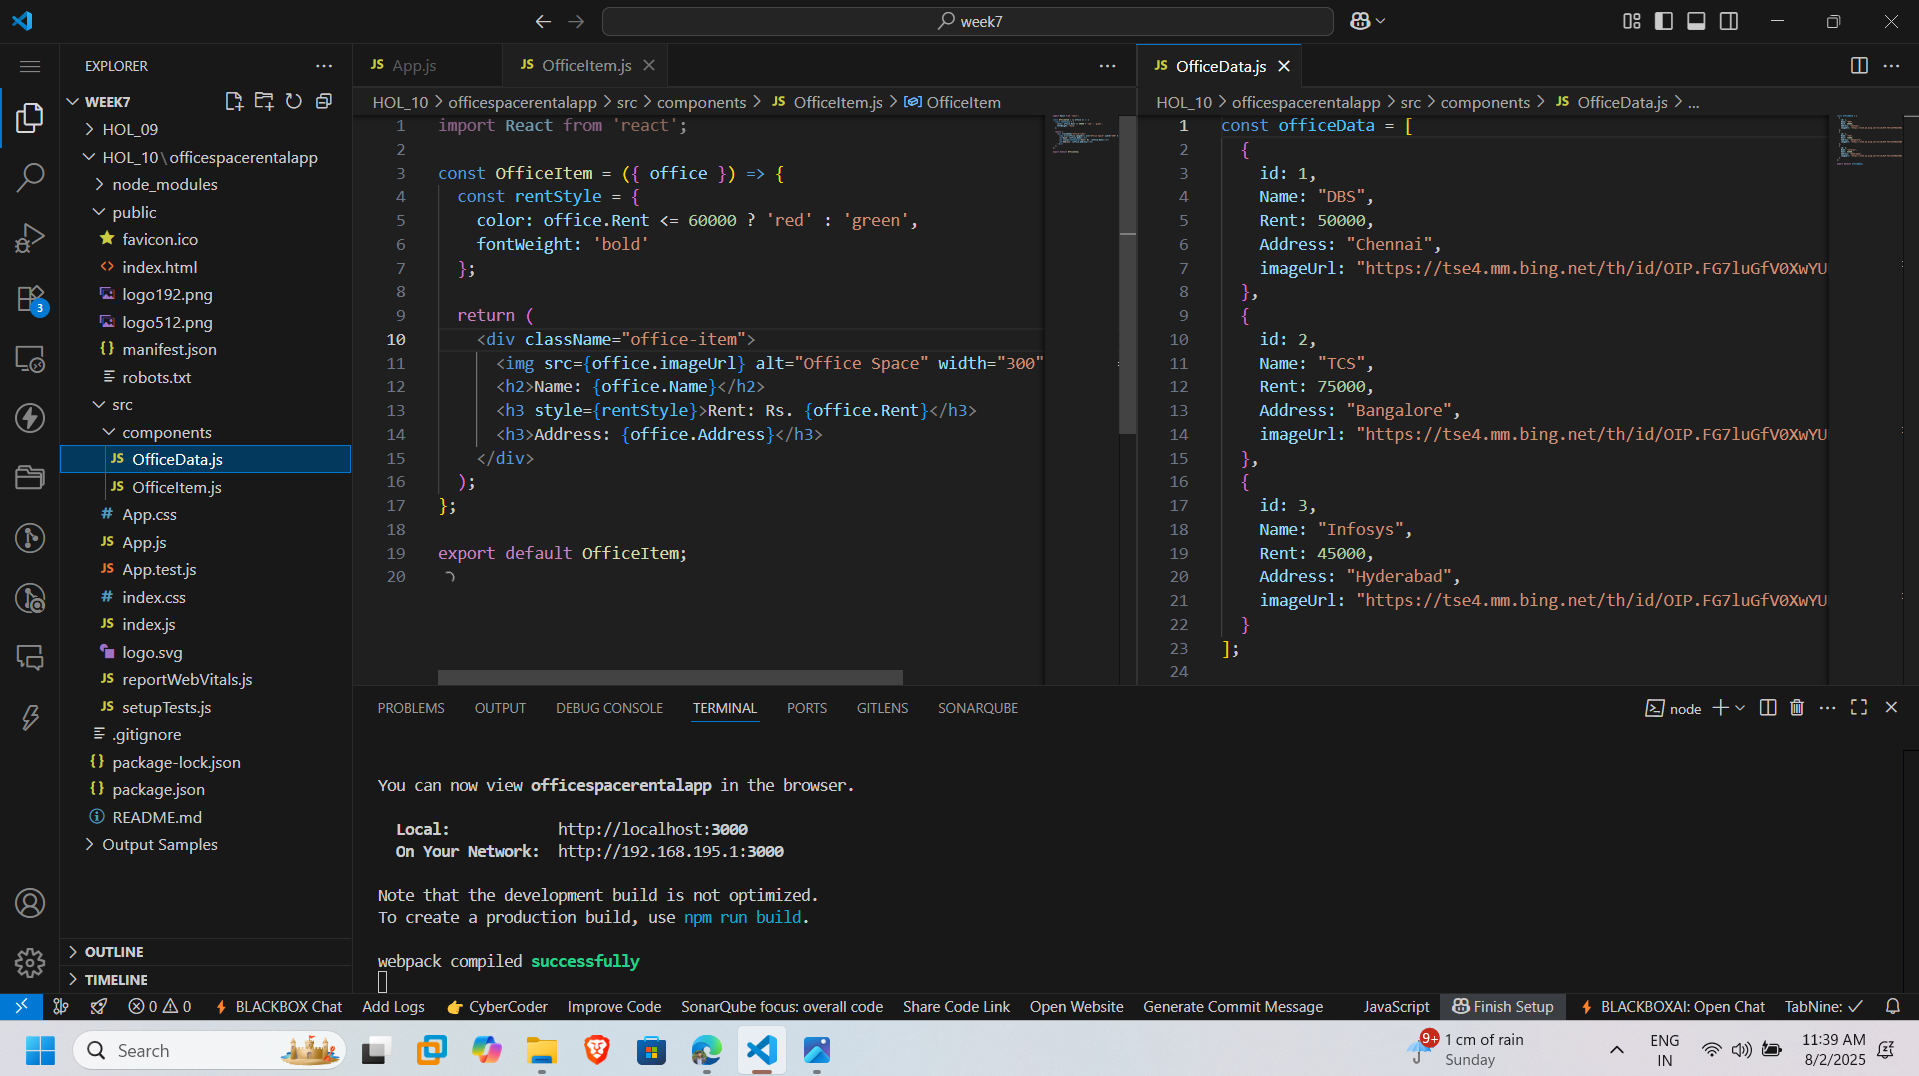 week7
EXPLORER
WEEK7
HOL_09
HOL_10\officespacerentalapp
node_modules
public
favicon.ico
index.html
logo192.png
logo512.png
manifest.json
robots.txt
src
components
JS OfficeData.js
JS OfficeItem.js
# App.css
JS App.js
JS App.test.js
# index.css
JS index.js
logo.svg
JS reportWebVitals.js
JS setupTests.js
.gitignore
package-lock.json
package.json
README.md
Output Samples
OUTLINE
TIMELINE
3
JS App.js
JS OfficeItem.js
HOL_10 > officespacerentalapp > src > components > JS OfficeItem.js > OfficeItem
1 import React from 'react';
2
3 const OfficeItem = ({ office }) => {
4 const rentStyle = {
5 color: office.Rent <= 60000 ? 'red' : 'green',
6 fontWeight: 'bold'
7 };
8
9 return (
10 <div className="office-item">
11 <img src={office.imageUrl} alt="Office Space" width="300"
12 <h2>Name: {office.Name}</h2>
13 <h3 style={rentStyle}>Rent: Rs. {office.Rent}</h3>
14 <h3>Address: {office.Address}</h3>
15 </div>
16 );
17 };
18
19 export default OfficeItem;
20
JS OfficeData.js
HOL_10 > officespacerentalapp > src > components > JS OfficeData.js > ...
1 const officeData = [
2 {
3 id: 1,
4 Name: "DBS",
5 Rent: 50000,
6 Address: "Chennai",
7 imageUrl: "https://tse4.mm.bing.net/th/id/OIP.FG7luGfV0XwYU
8 },
9 {
10 id: 2,
11 Name: "TCS",
12 Rent: 75000,
13 Address: "Bangalore",
14 imageUrl: "https://tse4.mm.bing.net/th/id/OIP.FG7luGfV0XwYU
15 },
16 {
17 id: 3,
18 Name: "Infosys",
19 Rent: 45000,
20 Address: "Hyderabad",
21 imageUrl: "https://tse4.mm.bing.net/th/id/OIP.FG7luGfV0XwYU
22 }
23 ];
24
PROBLEMS OUTPUT DEBUG CONSOLE TERMINAL PORTS GITLENS SONARQUBE
node
You can now view officespacerentalapp in the browser.
Local: http://localhost:3000
On Your Network: http://192.168.195.1:3000
Note that the development build is not optimized.
To create a production build, use npm run build.
webpack compiled successfully
0 0 BLACKBOX Chat Add Logs CyberCoder Improve Code SonarQube focus: overall code Share Code Link Open Website Generate Commit Message JavaScript Finish Setup BLACKBOXAI: Open Chat TabNine:
Search
9+
1 cm of rain
Sunday
ENG
IN
11:39 AM
8/2/2025